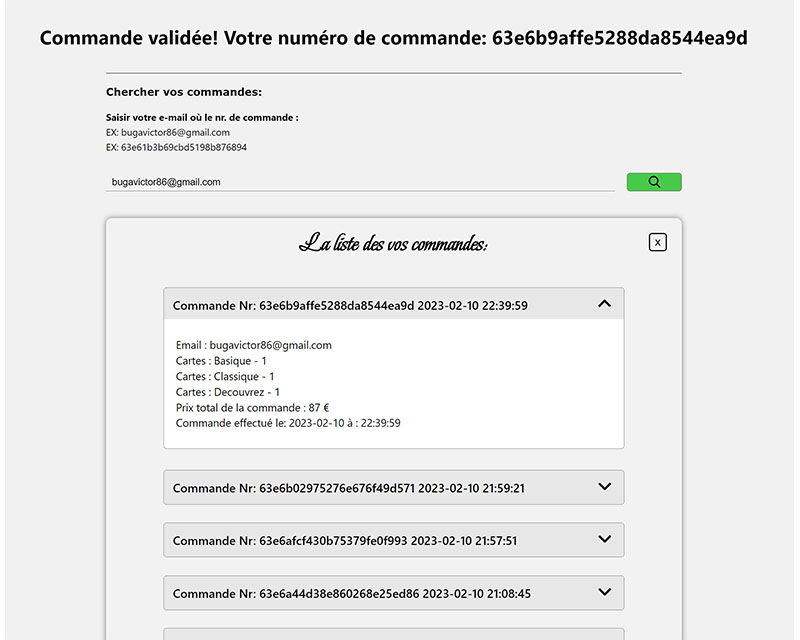 Commande validée! Votre numéro de commande: 63e6b9affe5288da8544ea9d
Chercher vos commandes:
Saisir votre e-mail où le nr. de commande :
EX: bugavictor86@gmail.com
EX: 63e61b3b69cbd5198b876894
bugavictor86@gmail.com
La liste des vos commandes:
x
Commande Nr: 63e6b9affe5288da8544ea9d 2023-02-10 22:39:59
Email : bugavictor86@gmail.com
Cartes : Basique - 1
Cartes : Classique - 1
Cartes : Decouvrez - 1
Prix total de la commande : 87 €
Commande effectué le: 2023-02-10 à : 22:39:59
Commande Nr: 63e6b02975276e676f49d571 2023-02-10 21:59:21
Commande Nr: 63e6afcf430b75379fe0f993 2023-02-10 21:57:51
Commande Nr: 63e6a44d38e860268e25ed86 2023-02-10 21:08:45